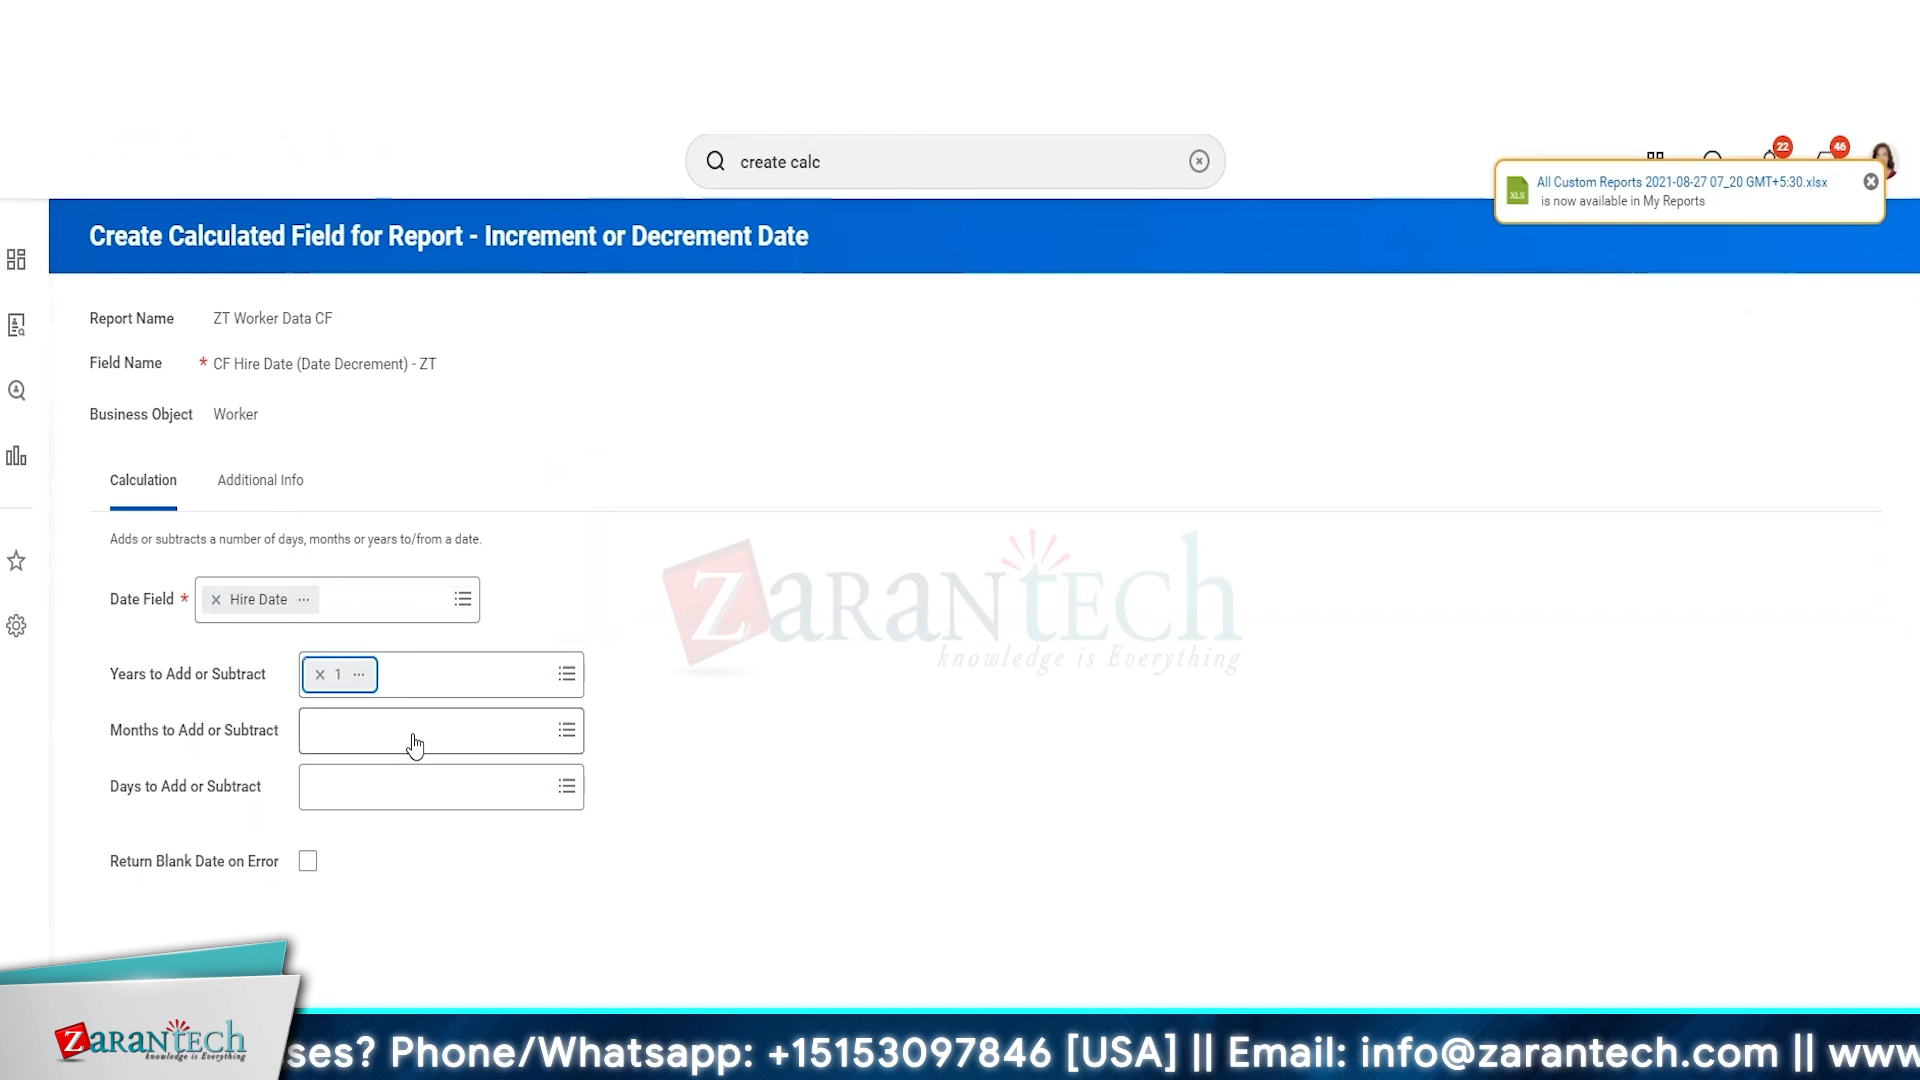 create calc
22
46
XLS
All Custom Reports 2021-08-27 07_20 GMT+5:30.xlsx
is now available in My Reports
Create Calculated Field for Report - Increment or Decrement Date
Report Name ZT Worker Data CF
Field Name * CF Hire Date (Date Decrement) - ZT
Business Object Worker
Calculation Additional Info
Adds or subtracts a number of days, months or years to/from a date.
Date Field * × Hire Date ...
Years to Add or Subtract × 1 ...
Months to Add or Subtract
Days to Add or Subtract
Return Blank Date on Error
ZARANTECH
knowledge is Everything
ZARANTECH
knowledge is Everything
ses? Phone/Whatsapp: +15153097846 [USA] || Email: info@zarantech.com || www